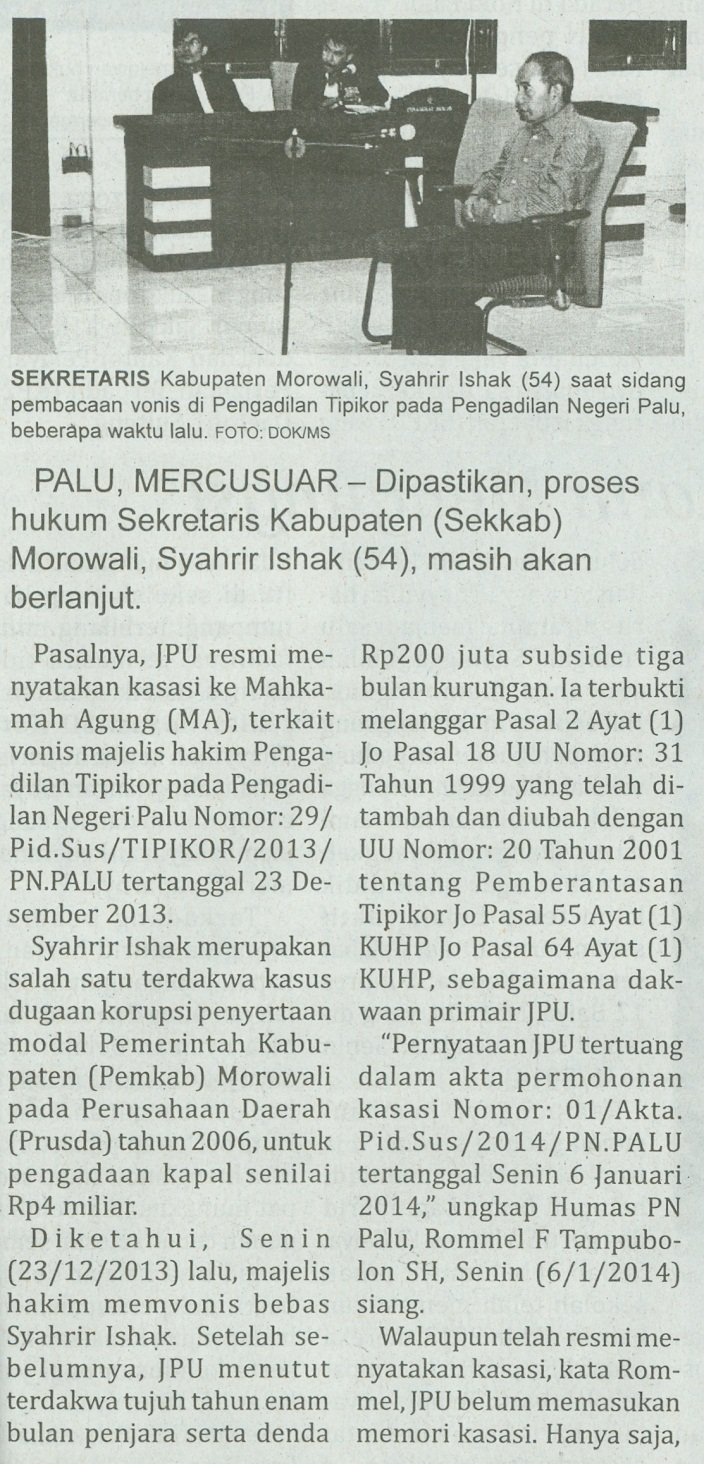 SEKRETARIS Kabupaten Morowali, Syahrir Ishak (54) saat sidang
pembacaan vonis di Pengadilan Tipikor pada Pengadilan Negeri Palu,
beberapa waktu lalu. FOTO: DOK/MS
PALU, MERCUSUAR – Dipastikan, proses
hukum Sekretaris Kabupaten (Sekkab)
Morowali, Syahrir Ishak (54), masih akan
berlanjut.
Pasalnya, JPU resmi me-
nyatakan kasasi ke Mahka-
mah Agung (MA), terkait
vonis majelis hakim Penga-
dilan Tipikor pada Pengadi-
lan Negeri Palu Nomor: 29/
Pid.Sus/TIPIKOR/2013/
PN.PALU tertanggal 23 De-
sember 2013.
Syahrir Ishak merupakan
salah satu terdakwa kasus
dugaan korupsi penyertaan
modal Pemerintah Kabu-
paten (Pemkab) Morowali
pada Perusahaan Daerah
(Prusda) tahun 2006, untuk
pengadaan kapal senilai
Rp4 miliar.
Diketahui, Senin
(23/12/2013) lalu, majelis
hakim memvonis bebas
Syahrir Ishak. Setelah se-
belumnya, JPU menutut
terdakwa tujuh tahun enam
bulan penjara serta denda
Rp200 juta subside tiga
bulan kurungan. Ia terbukti
melanggar Pasal 2 Ayat (1)
Jo Pasal 18 UU Nomor: 31
Tahun 1999 yang telah di-
tambah dan diubah dengan
UU Nomor: 20 Tahun 2001
tentang Pemberantasan
Tipikor Jo Pasal 55 Ayat (1)
KUHP Jo Pasal 64 Ayat (1)
KUHP, sebagaimana dak-
waan primair JPU.
“Pernyataan JPU tertuang
dalam akta permohonan
kasasi Nomor: 01/Akta.
Pid.Sus/2014/PN.PALU
tertanggal Senin 6 Januari
2014,” ungkap Humas PN
Palu, Rommel F Tampubo-
lon SH, Senin (6/1/2014)
siang.
Walaupun telah resmi me-
nyatakan kasasi, kata Rom-
mel, JPU belum memasukan
memori kasasi. Hanya saja,